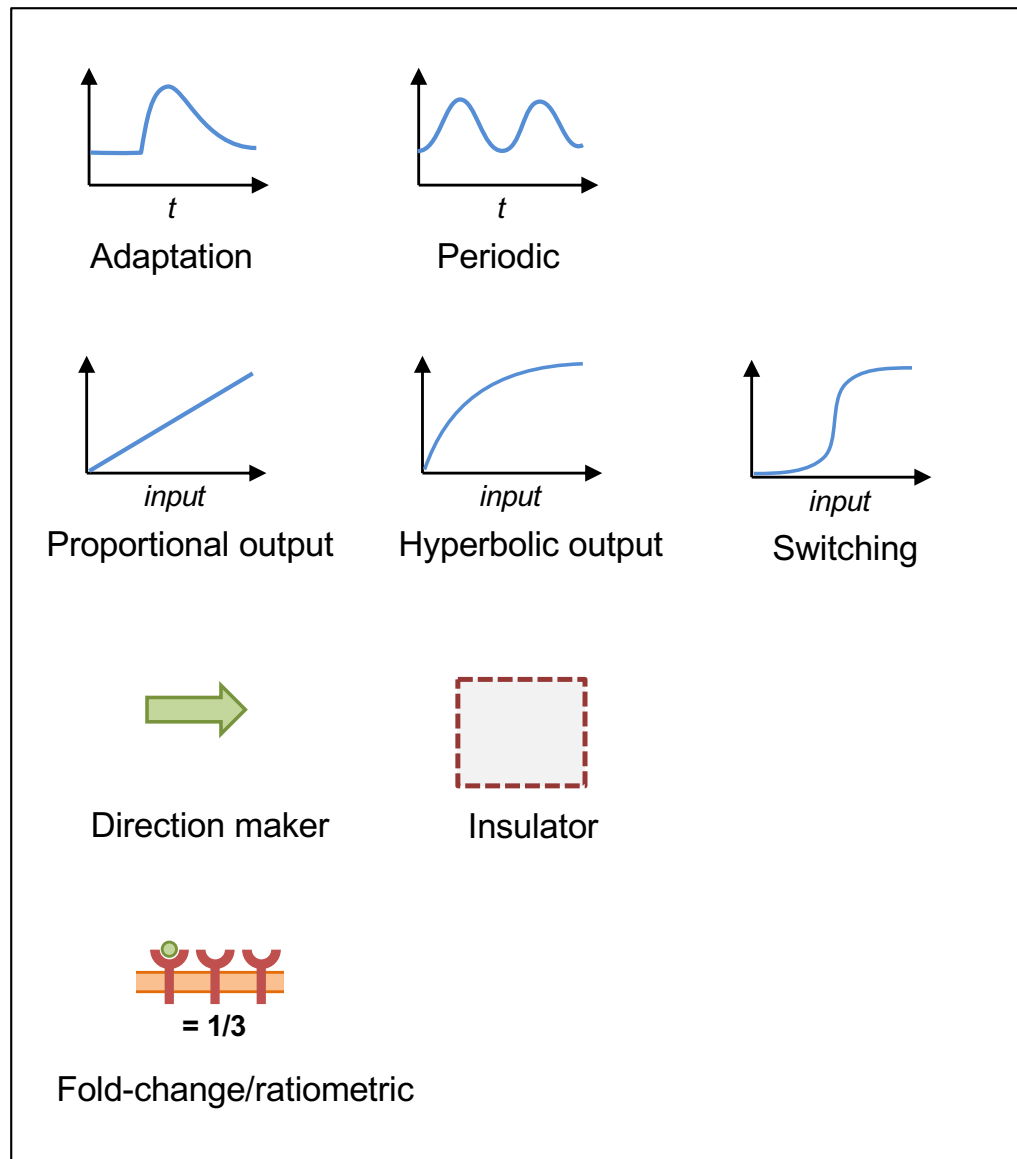 t
t
Adaptation
Periodic
input
input
input
Proportional output
Hyperbolic output
Switching
Direction maker
Insulator
= 1/3
Fold-change/ratiometric